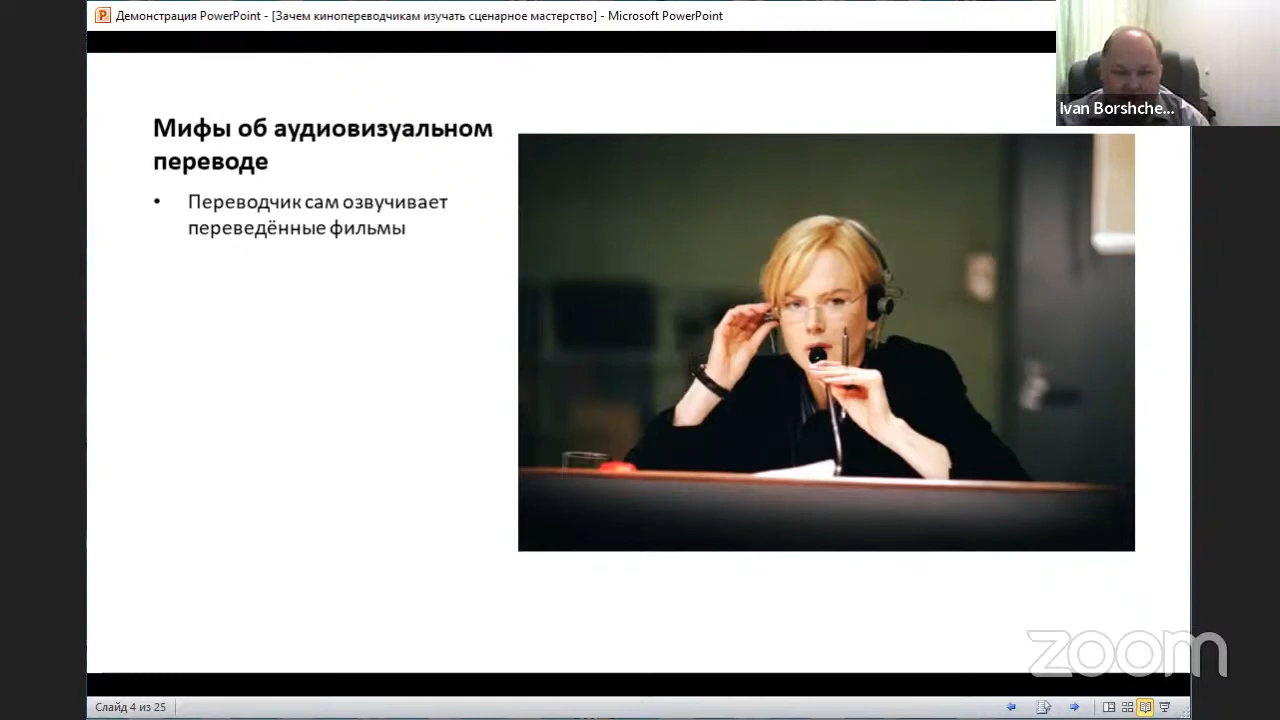 Демонстрация PowerPoint - [Зачем кинопереводчикам изучать сценарное мастерство] - Microsoft PowerPoint
Ivan Borshche...
Мифы об аудиовизуальном
переводе
• Переводчик сам озвучивает
переведённые фильмы
zoom
Слайд 4 из 25